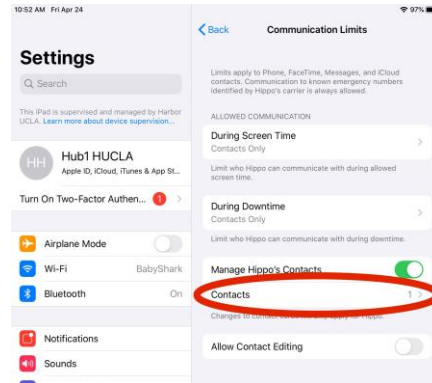 10:52 AM Fri Apr 24
97%
Settings
Search
This iPad is supervised and managed by Harbor
UCLA. Learn more about device supervision...
HH
Hub1 HUCLA
Apple ID, iCloud, iTunes & App St...
Turn On Two-Factor Authen... 1
Airplane Mode
Wi-Fi BabyShark
Bluetooth On
Notifications
Sounds
Back
Communication Limits
Limits apply to Phone, FaceTime, Messages, and iCloud
contacts. Communication to known emergency numbers
identified by Hippo's carrier is always allowed.
ALLOWED COMMUNICATION
During Screen Time
Contacts Only
Limit who Hippo can communicate with during allowed
screen time.
During Downtime
Contacts Only
Limit who Hippo can communicate with during downtime.
Manage Hippo's Contacts
Contacts 1
Changes to
Allow Contact Editing